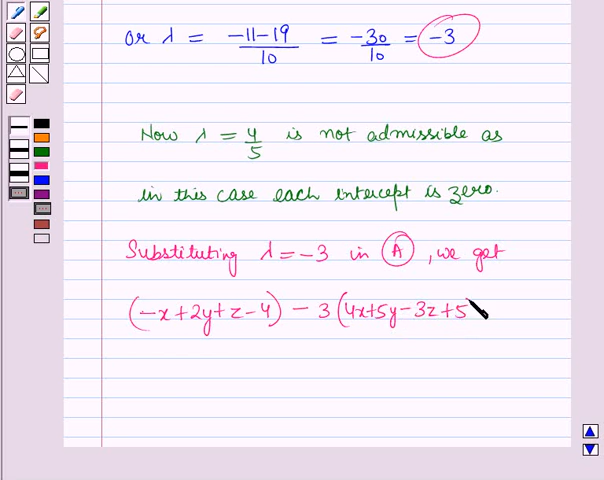 or λ = -11-19/10 = -30/10 = -3
Now λ = 4/5 is not admissible as
in this case each intercept is zero.
Substituting λ = -3 in (A), we get
(-x+2y+z-4) - 3(4x+5y-3z+5